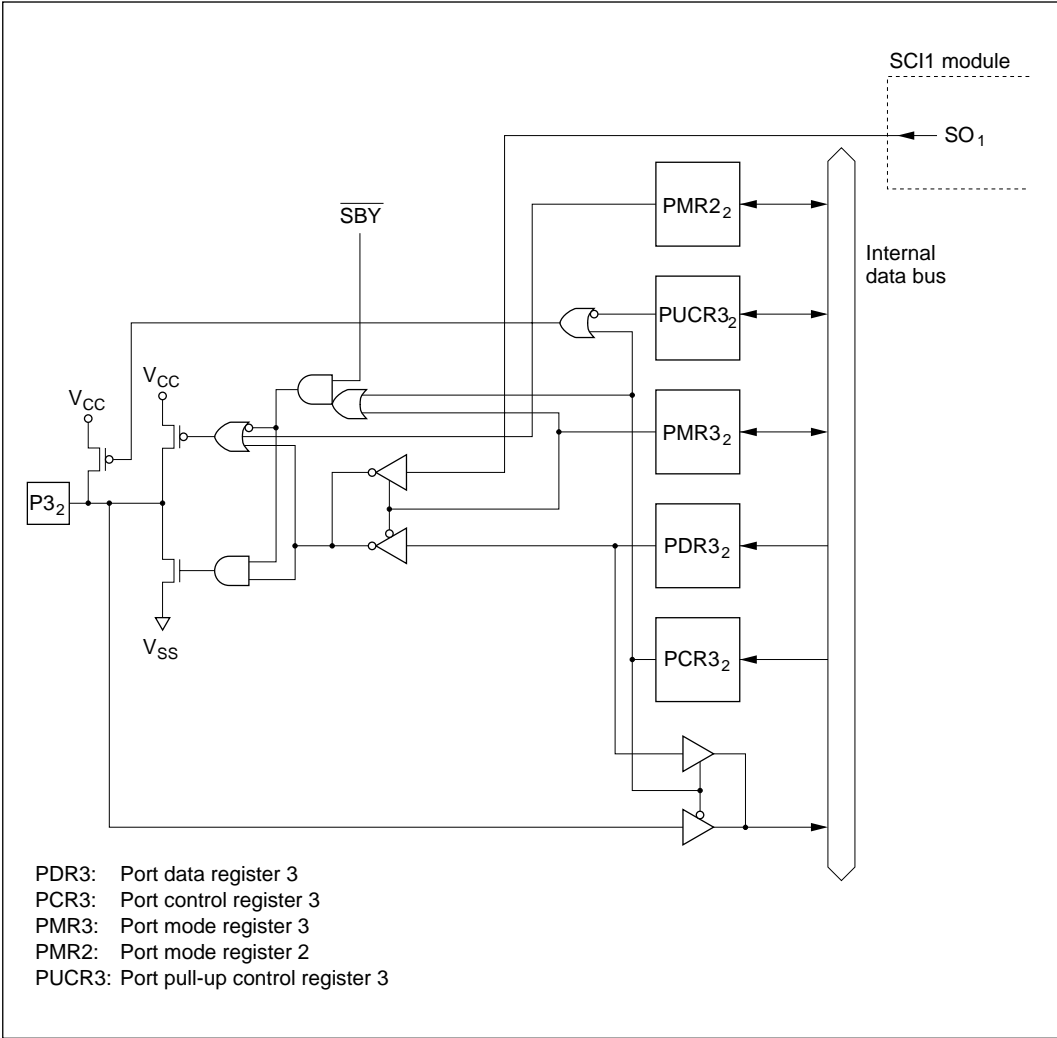 SCI1 module
SO1
PMR22
SBY
Internal
data bus
PUCR32
VCC
VCC
PMR32
P32
PDR32
VSS
PCR32
PDR3: Port data register 3
PCR3: Port control register 3
PMR3: Port mode register 3
PMR2: Port mode register 2
PUCR3: Port pull-up control register 3